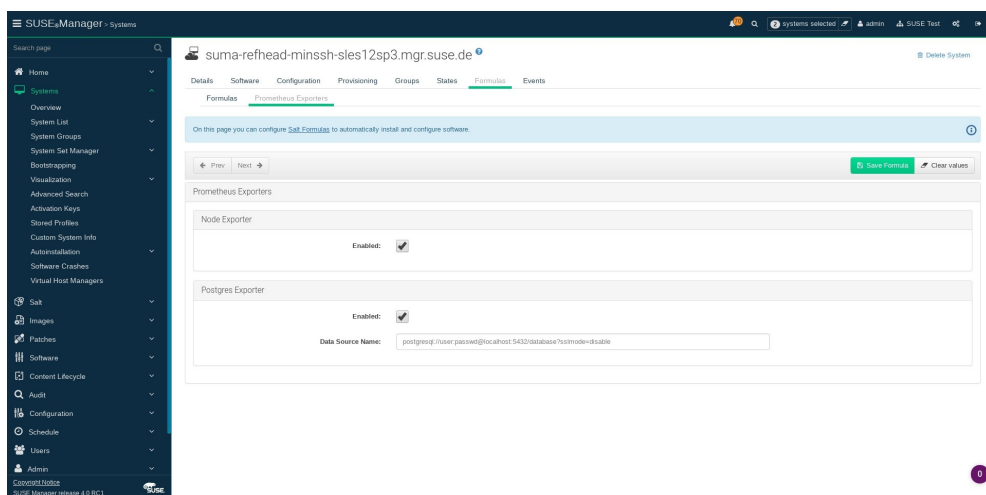 SUSE Manager > Systems
20
2 systems selected
admin
SUSE Test
Search page
Home
Systems
Overview
System List
System Groups
System Set Manager
Bootstrapping
Visualization
Advanced Search
Activation Keys
Stored Profiles
Custom System Info
Autoinstallation
Software Crashes
Virtual Host Managers
Salt
Images
Patches
Software
Content Lifecycle
Audit
Configuration
Schedule
Users
Admin
Copyright Notice
SUSE Manager release 4.0 RC1
SUSE
suma-refhead-minssh-sles12sp3.mgr.suse.de ?
Delete System
Details Software Configuration Provisioning Groups States Formulas Events
Formulas Prometheus Exporters
On this page you can configure Salt Formulas to automatically install and configure software.
Prev Next
Save Formula Clear values
Prometheus Exporters
Node Exporter
Enabled:
Postgres Exporter
Enabled:
Data Source Name: postgresql://user:passwd@localhost:5432/database?sslmode=disable
0